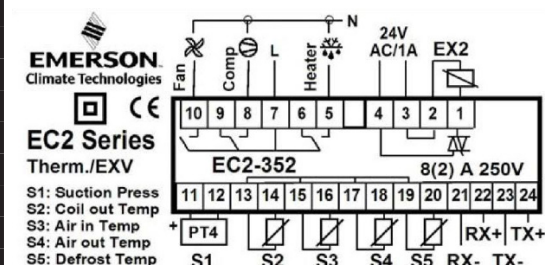 N
24V
EMERSON
Climate Technologies
Fan
Comp
L
Heater
AC/1A
EX2
CE
10 9 8 7 6 5 4 3 2 1
EC2 Series
Therm./EXV
EC2-352
8(2) A 250V
S1: Suction Press
S2: Coil out Temp
S3: Air in Temp
S4: Air out Temp
S5: Defrost Temp
11 12 13 14 15 16 17 18 19 20 21 22 23 24
+ PT4
RX+ TX+
S1 S2 S3 S4 S5 RX- TX-